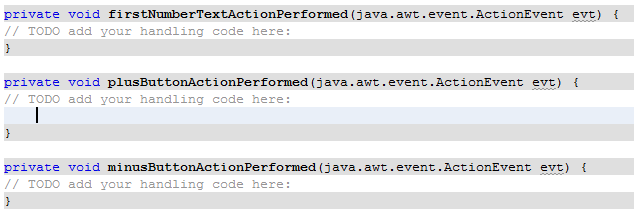 private void firstNumberTextActionPerformed(java.awt.event.ActionEvent evt) {
// TODO add your handling code here:
}
private void plusButtonActionPerformed(java.awt.event.ActionEvent evt) {
// TODO add your handling code here:
}
private void minusButtonActionPerformed(java.awt.event.ActionEvent evt) {
// TODO add your handling code here:
}